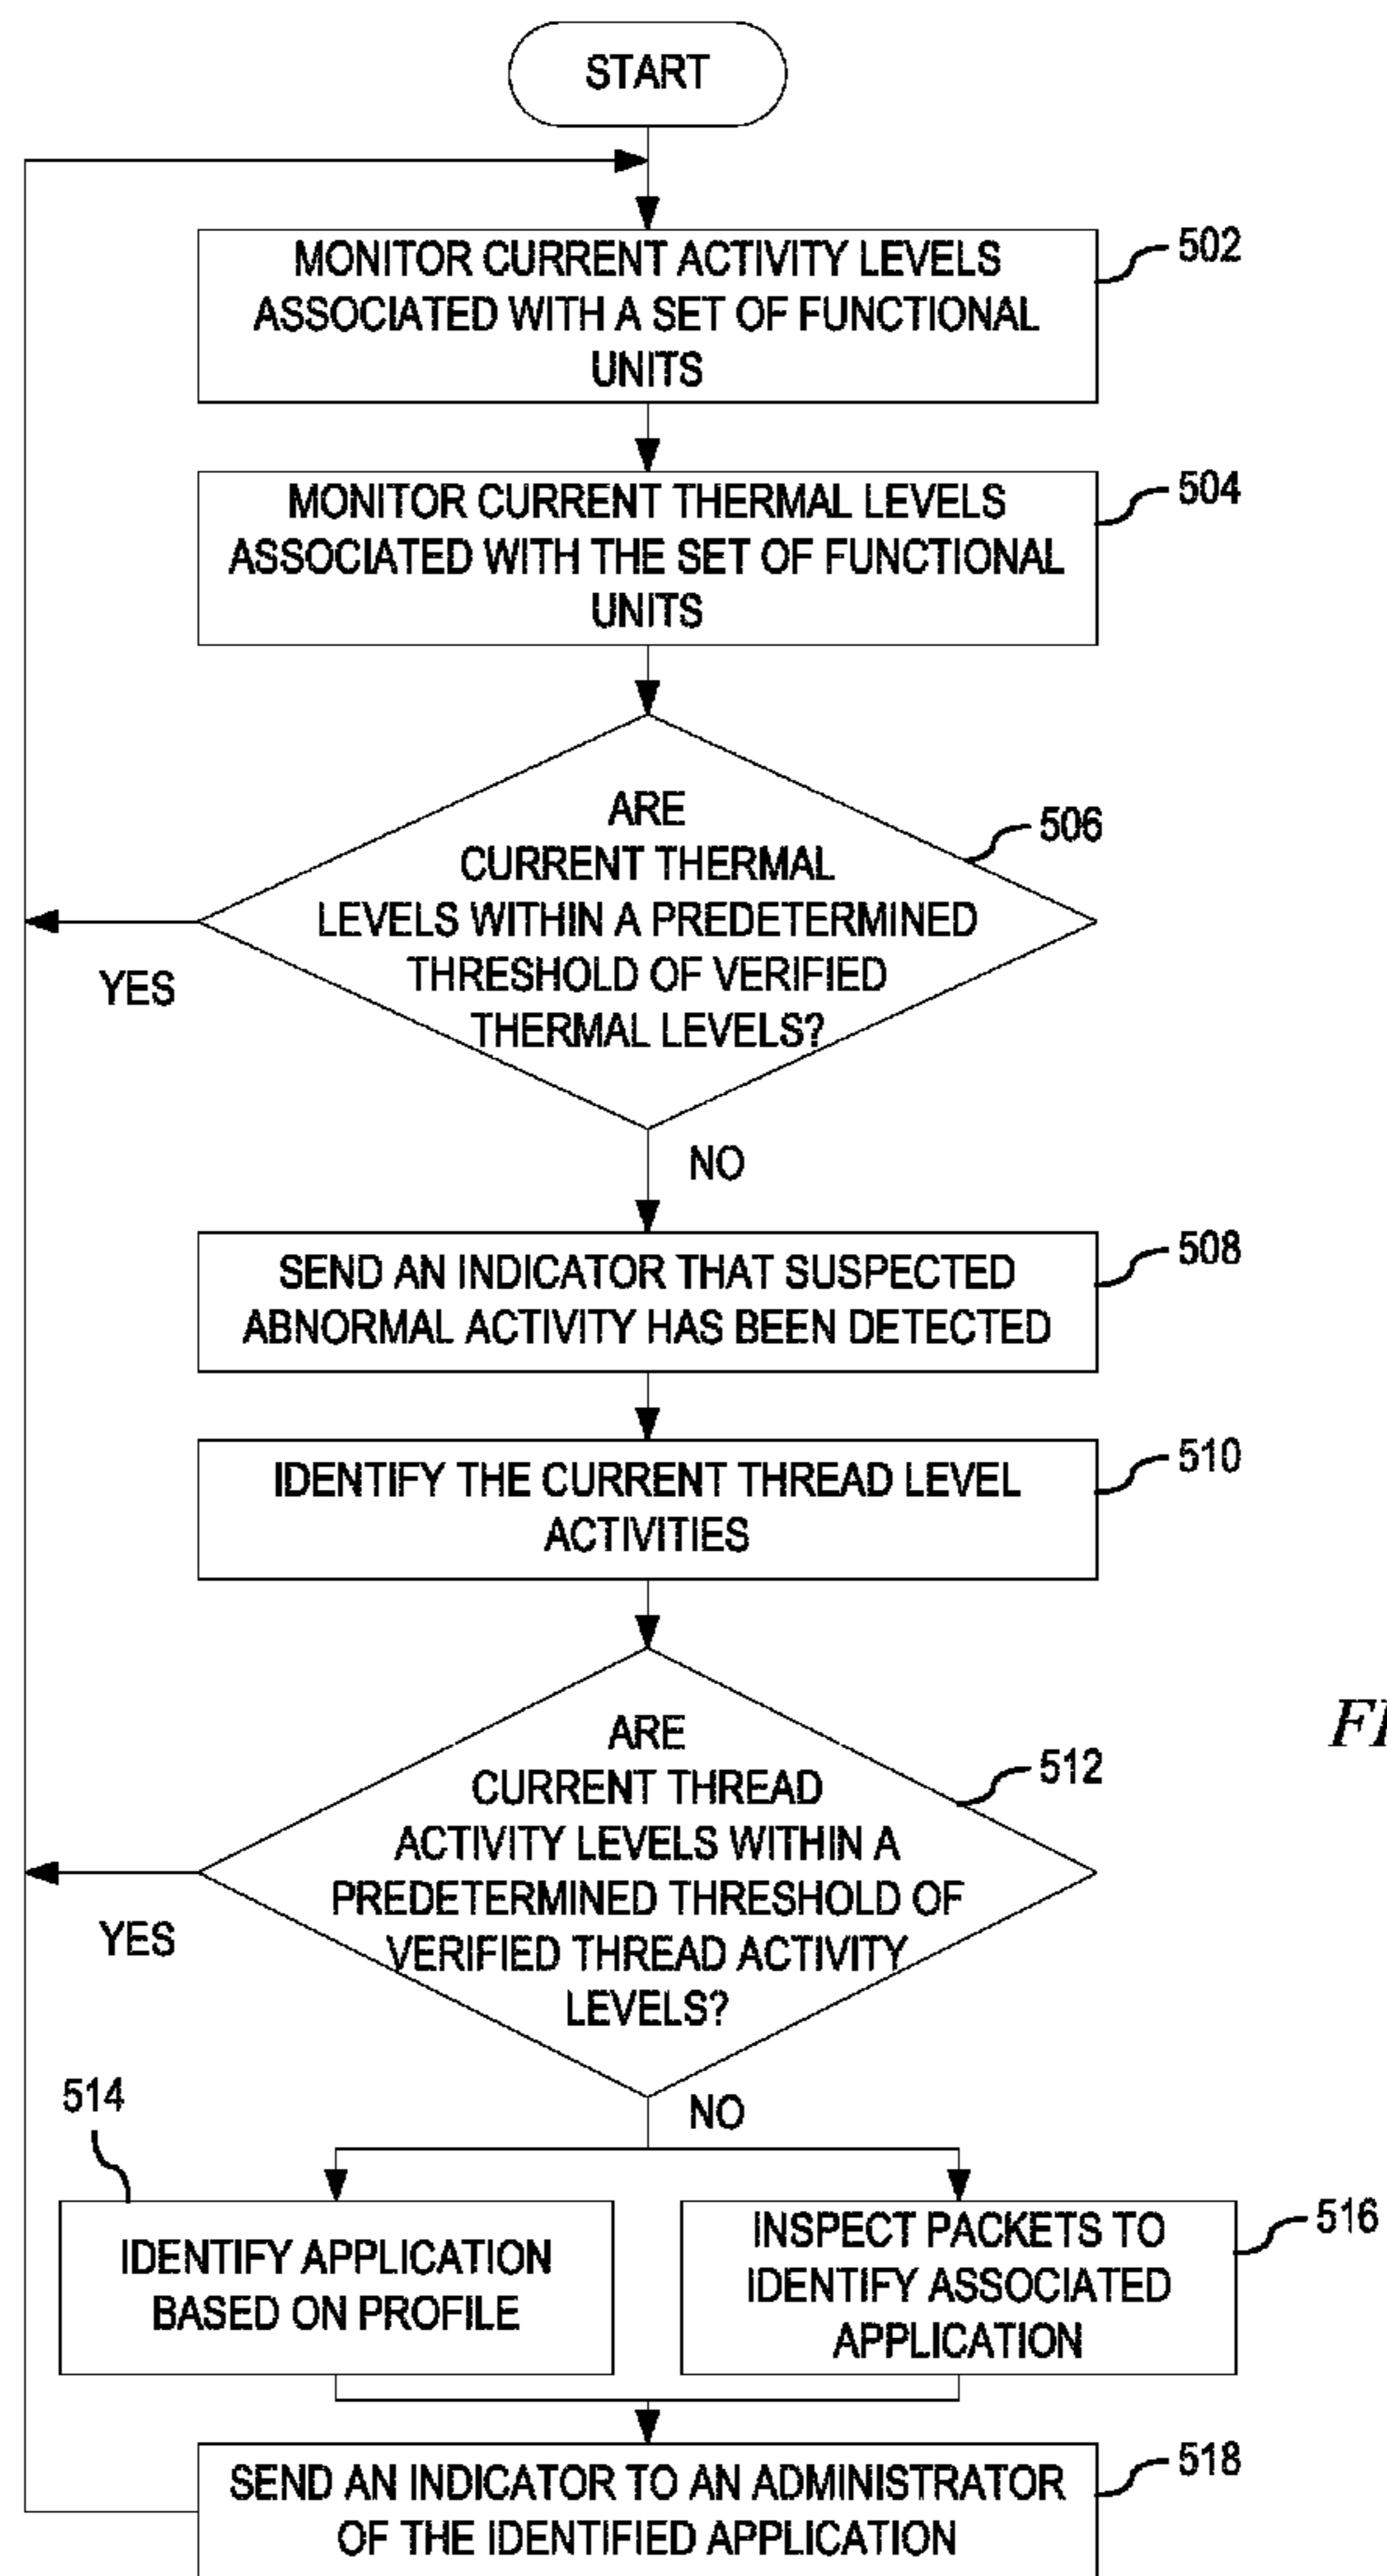 START
MONITOR CURRENT ACTIVITY LEVELS
ASSOCIATED WITH A SET OF FUNCTIONAL
UNITS
502
MONITOR CURRENT THERMAL LEVELS
ASSOCIATED WITH THE SET OF FUNCTIONAL
UNITS
504
ARE
CURRENT THERMAL
LEVELS WITHIN A PREDETERMINED
THRESHOLD OF VERIFIED
THERMAL LEVELS?
506
YES
NO
SEND AN INDICATOR THAT SUSPECTED
ABNORMAL ACTIVITY HAS BEEN DETECTED
508
IDENTIFY THE CURRENT THREAD LEVEL
ACTIVITIES
510
ARE
CURRENT THREAD
ACTIVITY LEVELS WITHIN A
PREDETERMINED THRESHOLD OF
VERIFIED THREAD ACTIVITY
LEVELS?
512
YES
NO
514
IDENTIFY APPLICATION
BASED ON PROFILE
INSPECT PACKETS TO
IDENTIFY ASSOCIATED
APPLICATION
516
SEND AN INDICATOR TO AN ADMINISTRATOR
OF THE IDENTIFIED APPLICATION
518